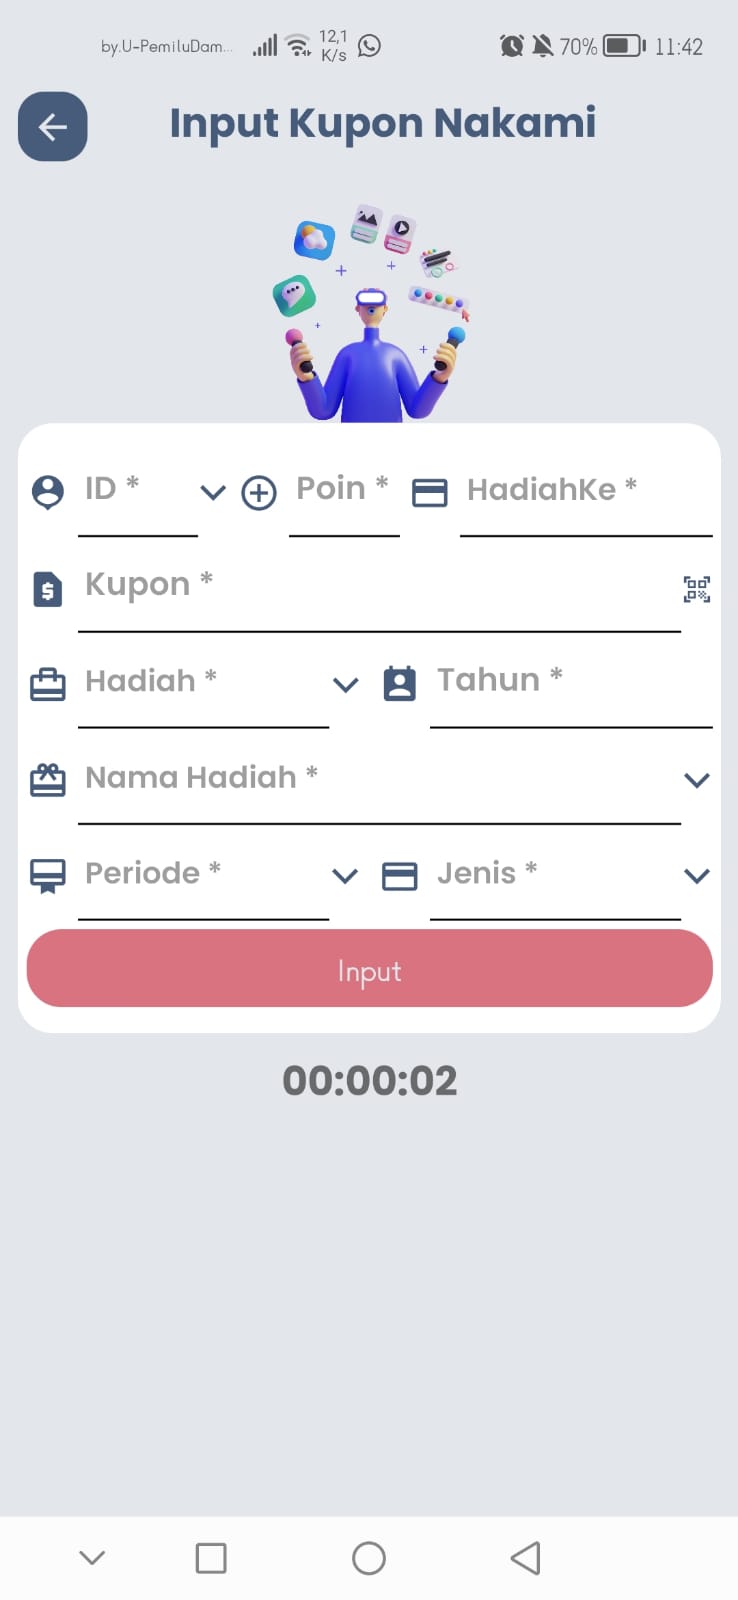 by.U-PemiluDam... 12,1 K/s 70% 11:42
Input Kupon Nakami
ID * Poin * HadiahKe *
Kupon *
Hadiah * Tahun *
Nama Hadiah *
Periode * Jenis *
Input
00:00:02